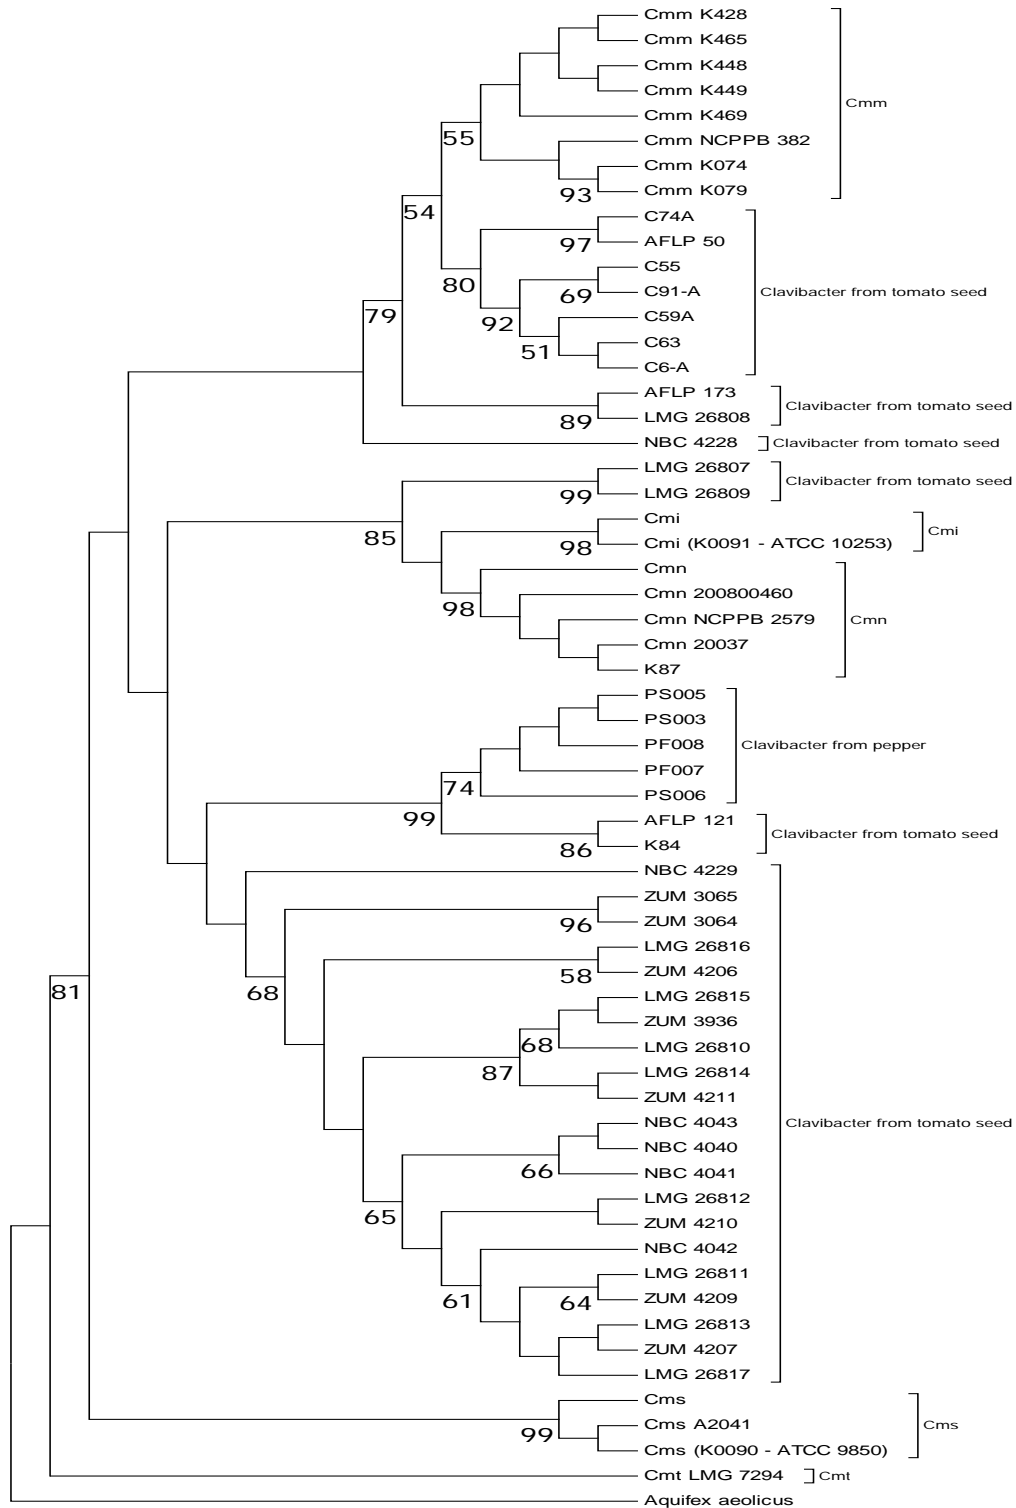 Cmm K428
Cmm K465
Cmm K448
Cmm K449
Cmm
Cmm K469
55
Cmm NCPPB 382
Cmm K074
93
Cmm K079
54
C74A
97
AFLP 50
C55
80
69
C91-A
Clavibacter from tomato seed
79
92
C59A
51
C63
C6-A
AFLP 173
Clavibacter from tomato seed
89
LMG 26808
NBC 4228
Clavibacter from tomato seed
LMG 26807
Clavibacter from tomato seed
99
LMG 26809
Cmi
Cmi
85
98
Cmi (K0091 - ATCC 10253)
Cmn
98
Cmn 200800460
Cmn NCPPB 2579
Cmn
Cmn 20037
K87
PS005
PS003
PF008
Clavibacter from pepper
PF007
74
PS006
99
AFLP 121
Clavibacter from tomato seed
86
K84
NBC 4229
ZUM 3065
96
ZUM 3064
LMG 26816
58
ZUM 4206
81
68
LMG 26815
ZUM 3936
68
LMG 26810
87
LMG 26814
ZUM 4211
NBC 4043
Clavibacter from tomato seed
NBC 4040
66
NBC 4041
LMG 26812
65
ZUM 4210
NBC 4042
LMG 26811
61
64
ZUM 4209
LMG 26813
ZUM 4207
LMG 26817
Cms
Cms A2041
Cms
99
Cms (K0090 - ATCC 9850)
Cmt LMG 7294
Cmt
Aquifex aeolicus